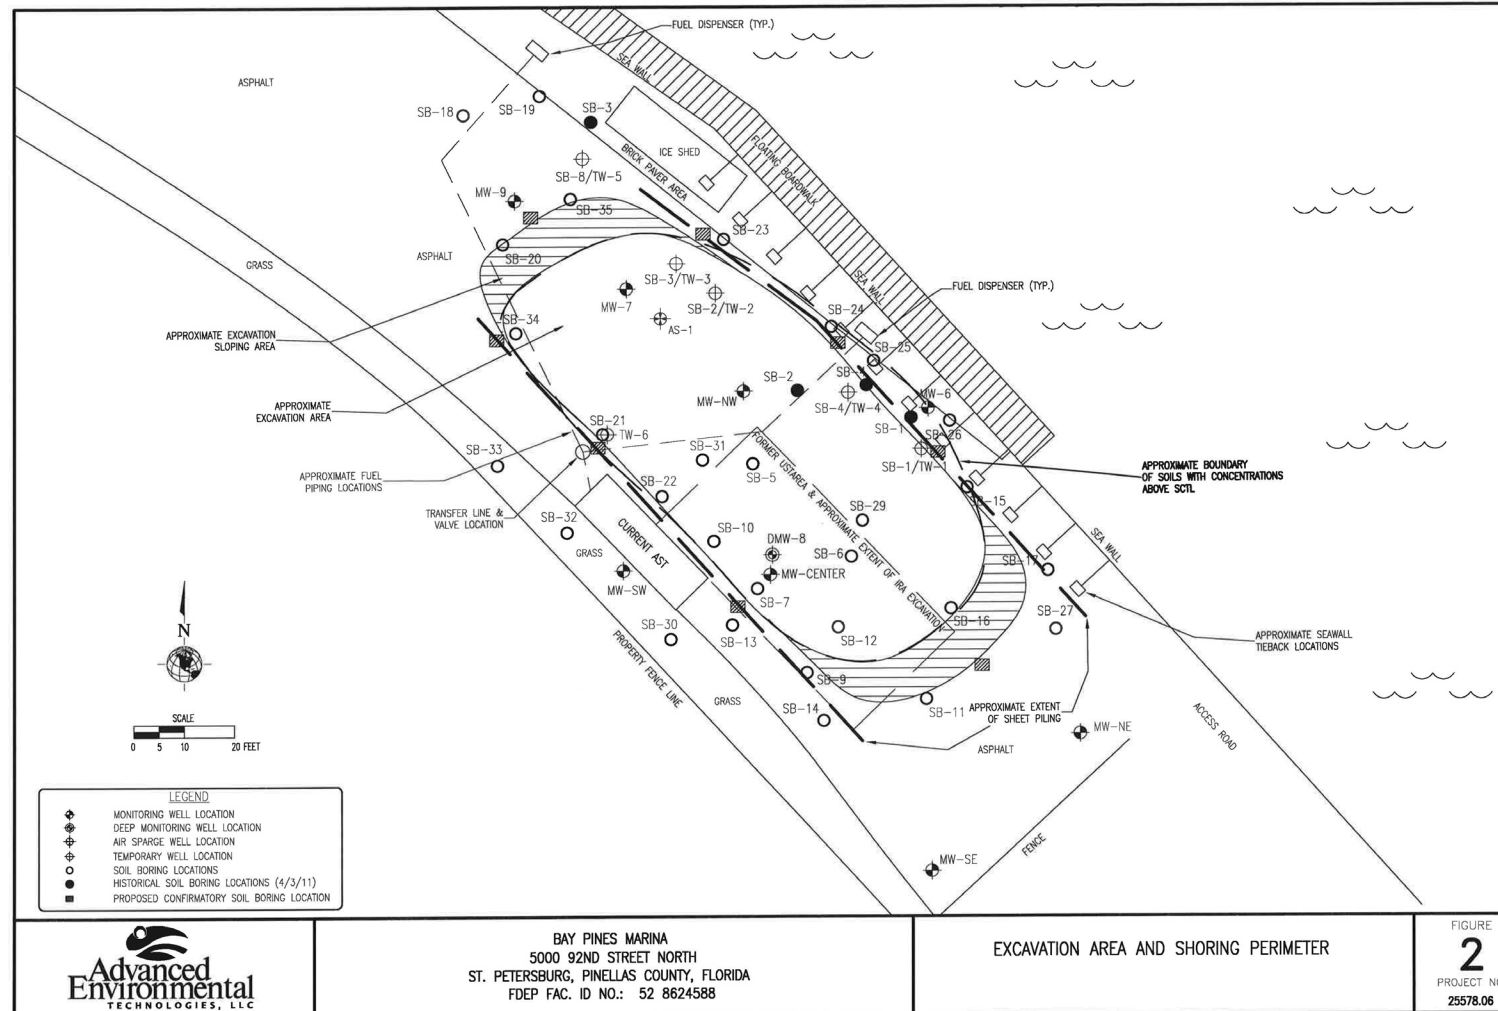 FUEL DISPENSER (TYP.)
SEA WALL
ASPHALT
SB-18
SB-19
SB-3
ICE SHED
BRICK PAVER AREA
FLOATING BOARDWALK
SB-8/TW-5
MW-9
SB-35
SB-23
ASPHALT
SB-20
GRASS
SB-3/TW-3
MW-7
SB-2/TW-2
AS-1
SEA WALL
FUEL DISPENSER (TYP.)
SB-24
SB-34
APPROXIMATE EXCAVATION
SLOPING AREA
SB-25
SB-4
SB-2
MW-NW
SB-4/TW-4
MW-6
APPROXIMATE
EXCAVATION AREA
SB-21
TW-6
SB-1
SB-26
SB-33
SB-31
SB-5
SB-1/TW-1
APPROXIMATE FUEL
PIPING LOCATIONS
FORMER USTAREA & APPROXIMATE EXTENT OF IRA EXCAVATION
APPROXIMATE BOUNDARY
OF SOILS WITH CONCENTRATIONS
ABOVE SCTL
SB-22
SB-15
TRANSFER LINE &
VALVE LOCATION
SB-32
SB-29
CURRENT AST
SB-10
GRASS
DMW-8
SB-6
SEA WALL
SB-17
MW-CENTER
MW-SW
SB-7
SB-27
SB-16
SB-30
SB-13
SB-12
APPROXIMATE SEAWALL
TIEBACK LOCATIONS
PROPERTY FENCE LINE
SB-9
GRASS
SB-14
SB-11
APPROXIMATE EXTENT
OF SHEET PILING
ASPHALT
MW-NE
ACCESS ROAD
FENCE
MW-SE
N
SCALE
0 5 10 20 FEET
LEGEND
MONITORING WELL LOCATION
DEEP MONITORING WELL LOCATION
AIR SPARGE WELL LOCATION
TEMPORARY WELL LOCATION
SOIL BORING LOCATIONS
HISTORICAL SOIL BORING LOCATIONS (4/3/11)
PROPOSED CONFIRMATORY SOIL BORING LOCATION
Advanced
Environmental
TECHNOLOGIES, LLC
BAY PINES MARINA
5000 92ND STREET NORTH
ST. PETERSBURG, PINELLAS COUNTY, FLORIDA
FDEP FAC. ID NO.: 52 8624588
EXCAVATION AREA AND SHORING PERIMETER
FIGURE
2
PROJECT NO
25578.06